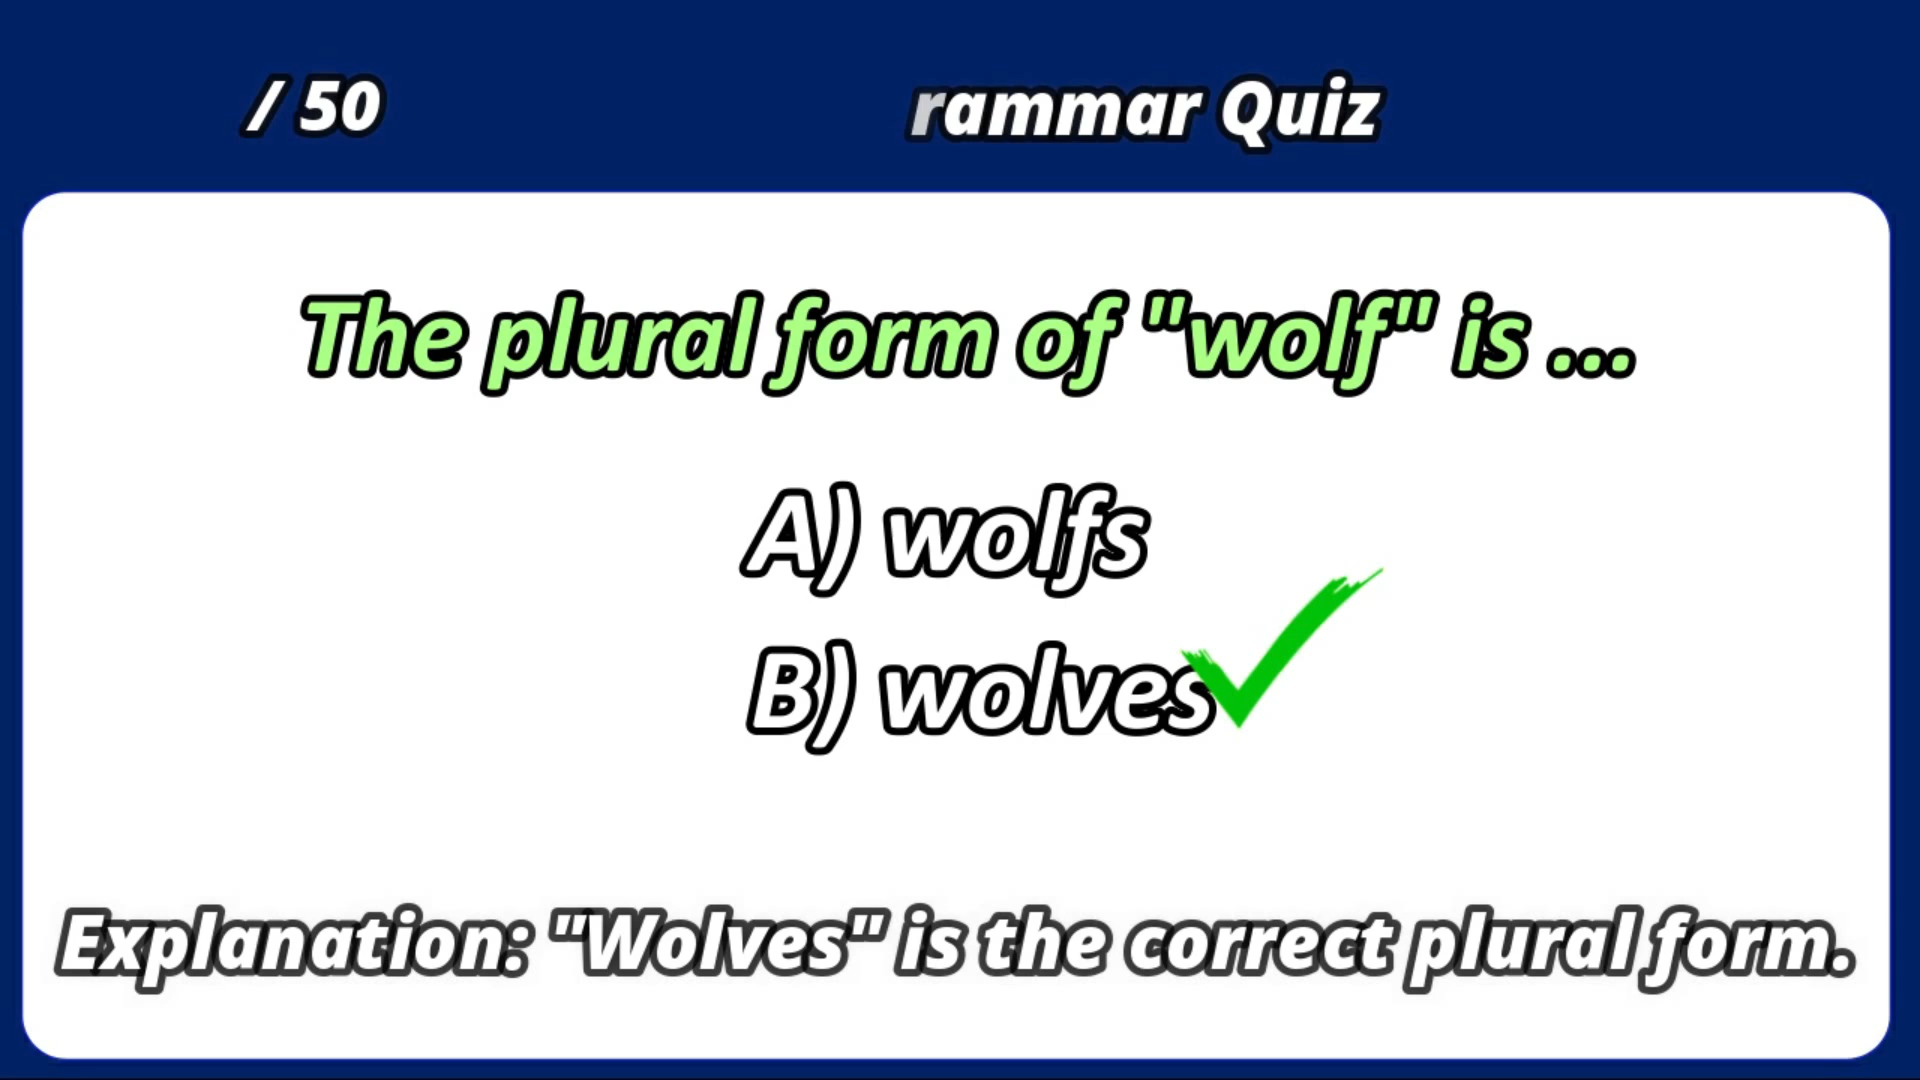 / 50
rammar Quiz
The plural form of "wolf" is ...
A) wolfs
B) wolves
Explanation: "Wolves" is the correct plural form.